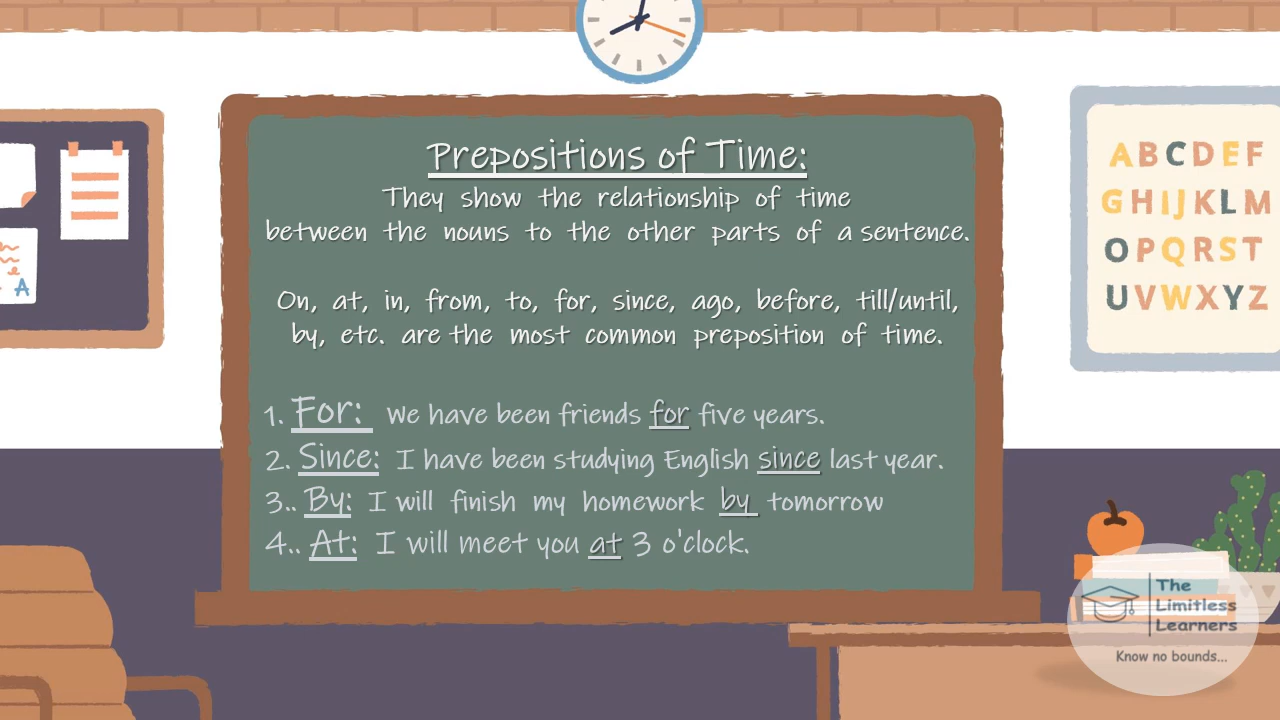 Prepositions of Time:
They show the relationship of time
between the nouns to the other parts of a sentence.
On, at, in, from, to, for, since, ago, before, till/until,
by, etc. are the most common preposition of time.
1. For: We have been friends for five years.
2. Since: I have been studying English since last year.
3.. By: I will finish my homework by tomorrow
4.. At: I will meet you at 3 o'clock.
A
ABCDEF
GHIJKLM
OPQRST
UVWXYZ
The
Limitless
Learners
Know no bounds...